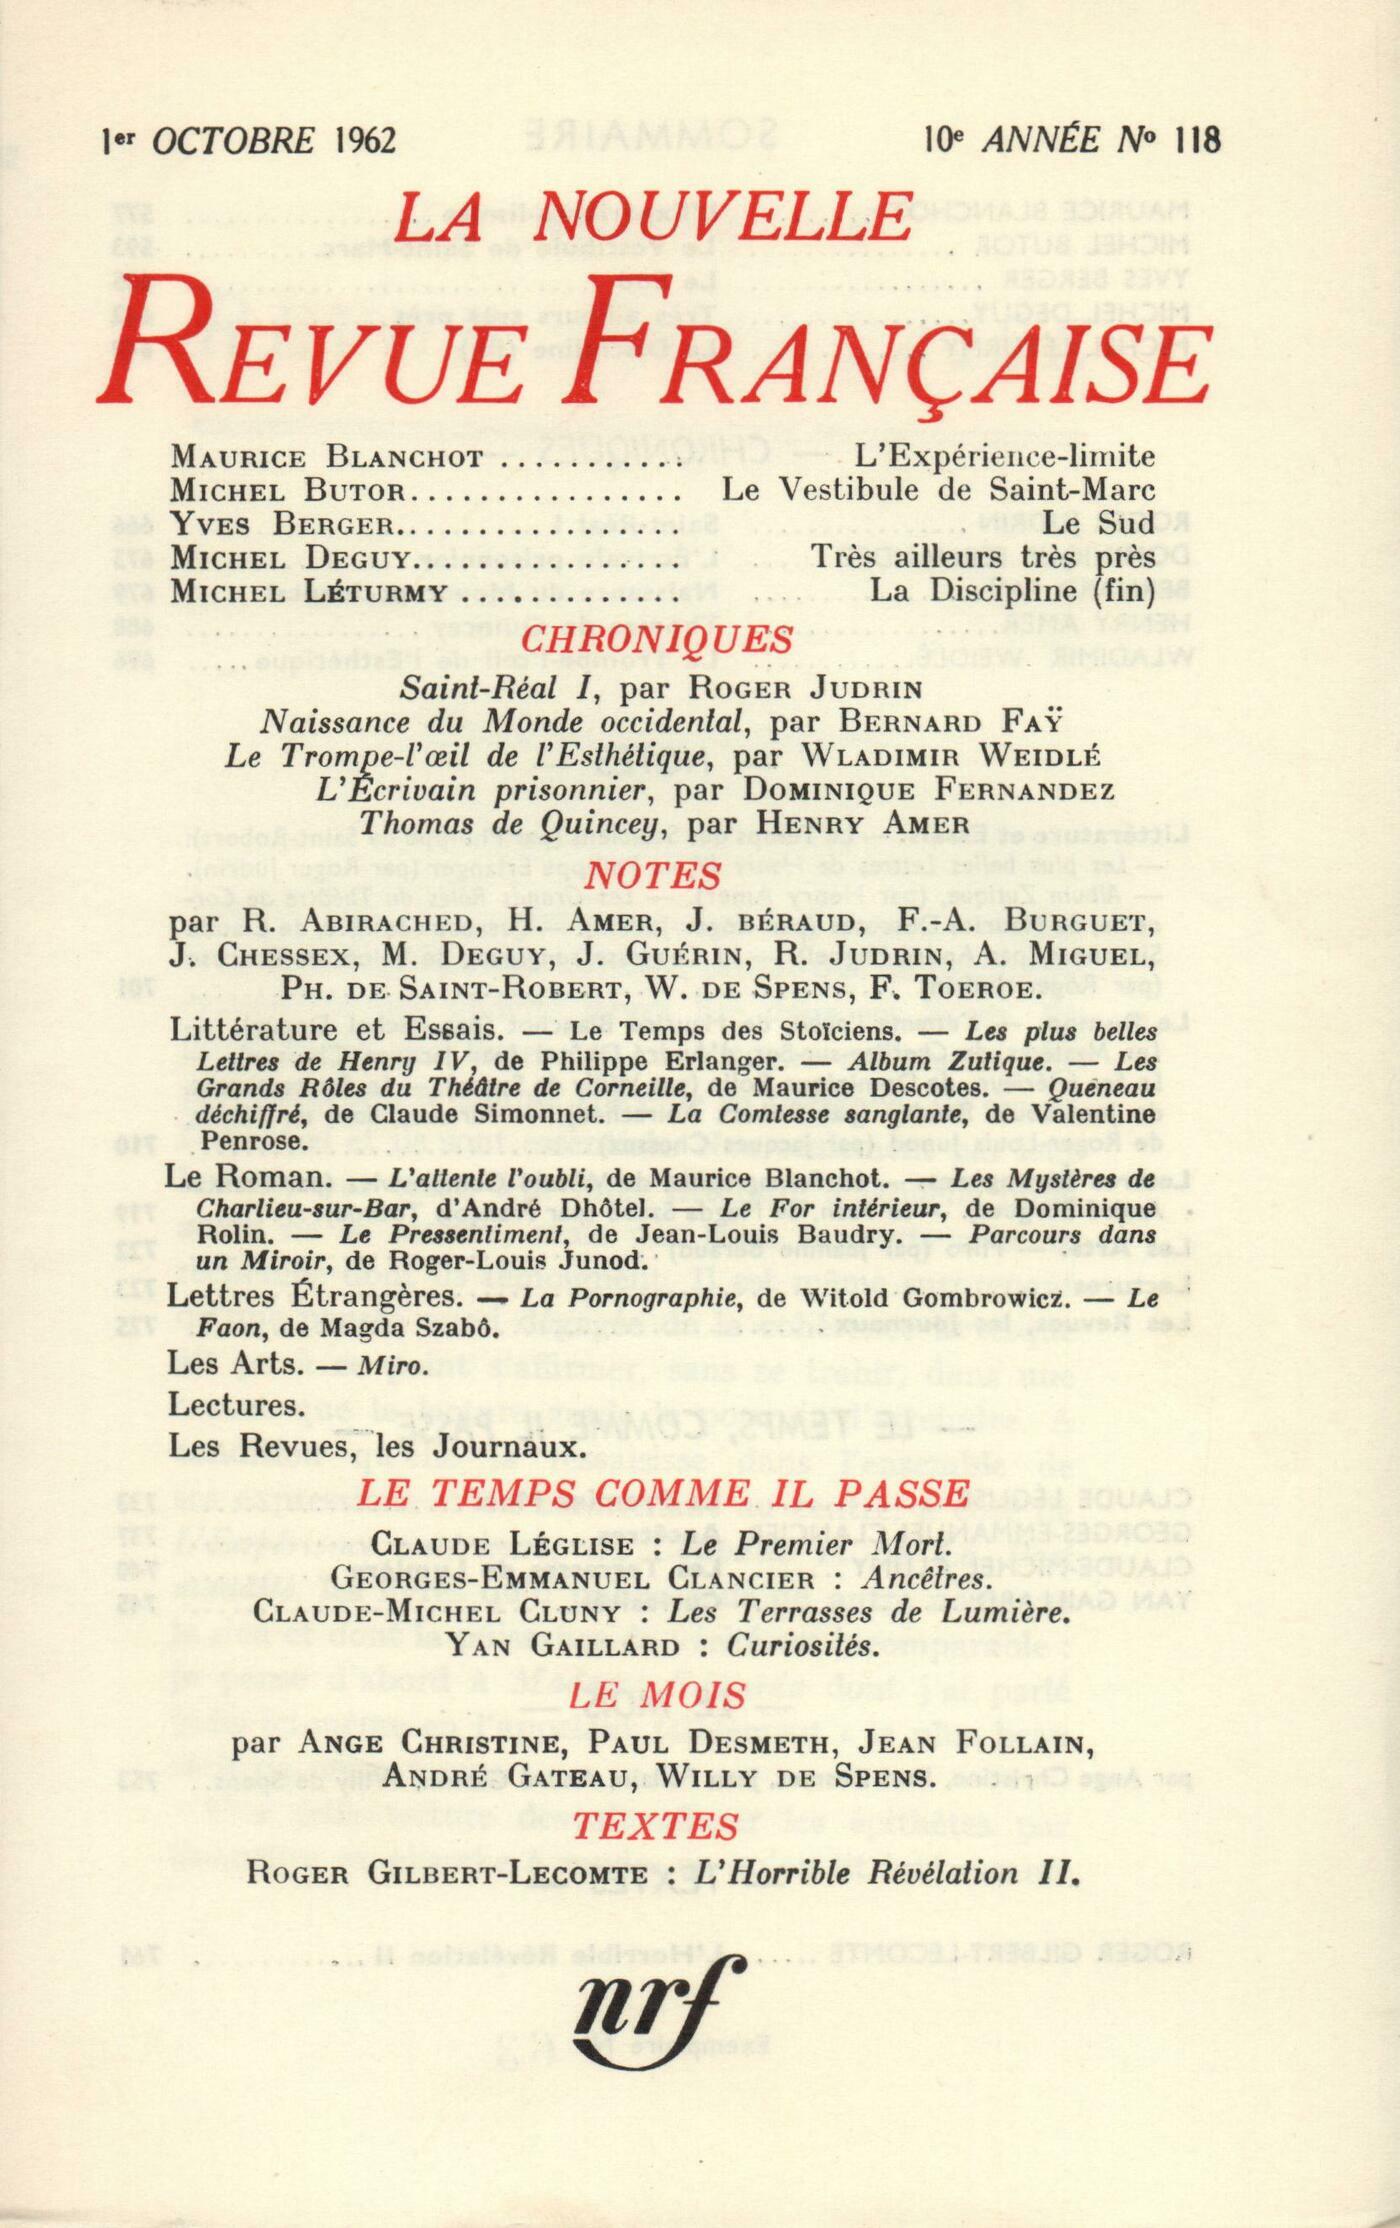 1er OCTOBRE 1962 10e ANNÉE No 118
LA NOUVELLE
REVUE FRANÇAISE
MAURICE BLANCHOT ........... L'Expérience-limite
MICHEL BUTOR................ Le Vestibule de Saint-Marc
YVES BERGER................. Le Sud
MICHEL DEGUY................ Très ailleurs très près
MICHEL LÉTURMY ............. La Discipline (fin)
CHRONIQUES
Saint-Réal I, par ROGER JUDRIN
Naissance du Monde occidental, par BERNARD FAŸ
Le Trompe-l'œil de l'Esthétique, par WLADIMIR WEIDLÉ
L'Écrivain prisonnier, par DOMINIQUE FERNANDEZ
Thomas de Quincey, par HENRY AMER
NOTES
par R. ABIRACHED, H. AMER, J. BÉRAUD, F.-A. BURGUET,
J. CHESSEX, M. DEGUY, J. GUÉRIN, R. JUDRIN, A. MIGUEL,
PH. DE SAINT-ROBERT, W. DE SPENS, F. TOEROE.
Littérature et Essais. — Le Temps des Stoïciens. — Les plus belles
Lettres de Henry IV, de Philippe Erlanger. — Album Zutique. — Les
Grands Rôles du Théâtre de Corneille, de Maurice Descotes. — Queneau
déchiffré, de Claude Simonnet. — La Comtesse sanglante, de Valentine
Penrose.
Le Roman. — L'attente l'oubli, de Maurice Blanchot. — Les Mystères de
Charlieu-sur-Bar, d'André Dhôtel. — Le For intérieur, de Dominique
Rolin. — Le Pressentiment, de Jean-Louis Baudry. — Parcours dans
un Miroir, de Roger-Louis Junod.
Lettres Étrangères. — La Pornographie, de Witold Gombrowicz. — Le
Faon, de Magda Szabô.
Les Arts. — Miro.
Lectures.
Les Revues, les Journaux.
LE TEMPS COMME IL PASSE
CLAUDE LÉGLISE : Le Premier Mort.
GEORGES-EMMANUEL CLANCIER : Ancêtres.
CLAUDE-MICHEL CLUNY : Les Terrasses de Lumière.
YAN GAILLARD : Curiosités.
LE MOIS
par ANGE CHRISTINE, PAUL DESMETH, JEAN FOLLAIN,
ANDRÉ GATEAU, WILLY DE SPENS.
TEXTES
ROGER GILBERT-LECOMTE : L'Horrible Révélation II.
nrf